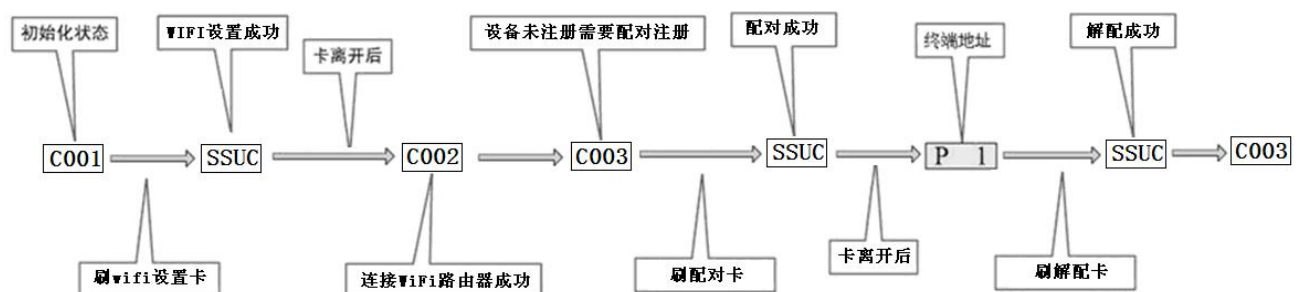 初始化状态
WIFI设置成功
卡离开后
设备未注册需要配对注册
配对成功
终端地址
解配成功
C001
SSUC
C002
C003
SSUC
P 1
SSUC
C003
刷wifi设置卡
连接WiFi路由器成功
刷配对卡
卡离开后
刷解配卡